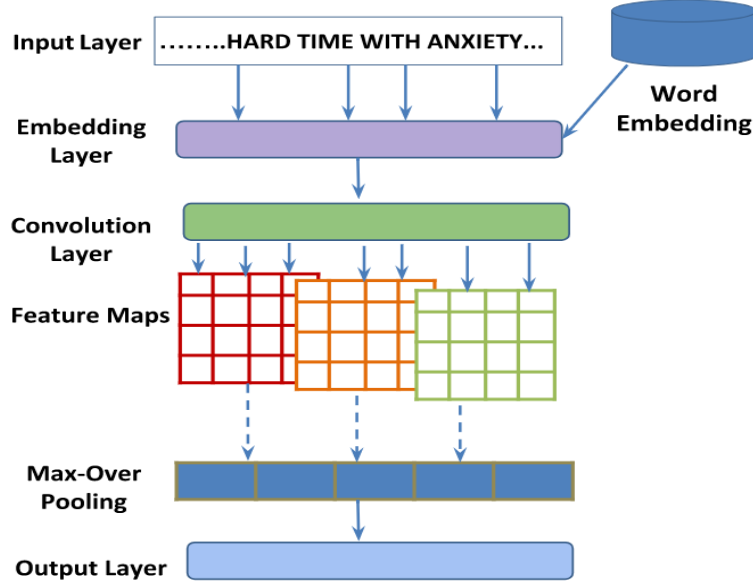 Input Layer
........HARD TIME WITH ANXIETY...
Word
Embedding
Embedding
Layer
Convolution
Layer
Feature Maps
Max-Over
Pooling
Output Layer